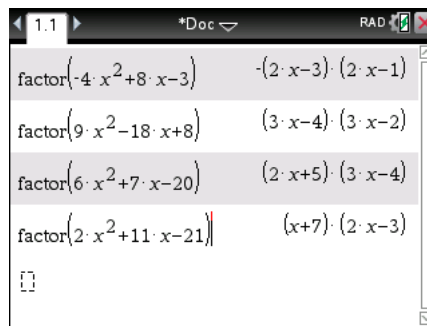 1.1 *Doc RAD
factor(-4·x²+8·x-3) -(2·x-3)·(2·x-1)
factor(9·x²-18·x+8) (3·x-4)·(3·x-2)
factor(6·x²+7·x-20) (2·x+5)·(3·x-4)
factor(2·x²+11·x-21) (x+7)·(2·x-3)